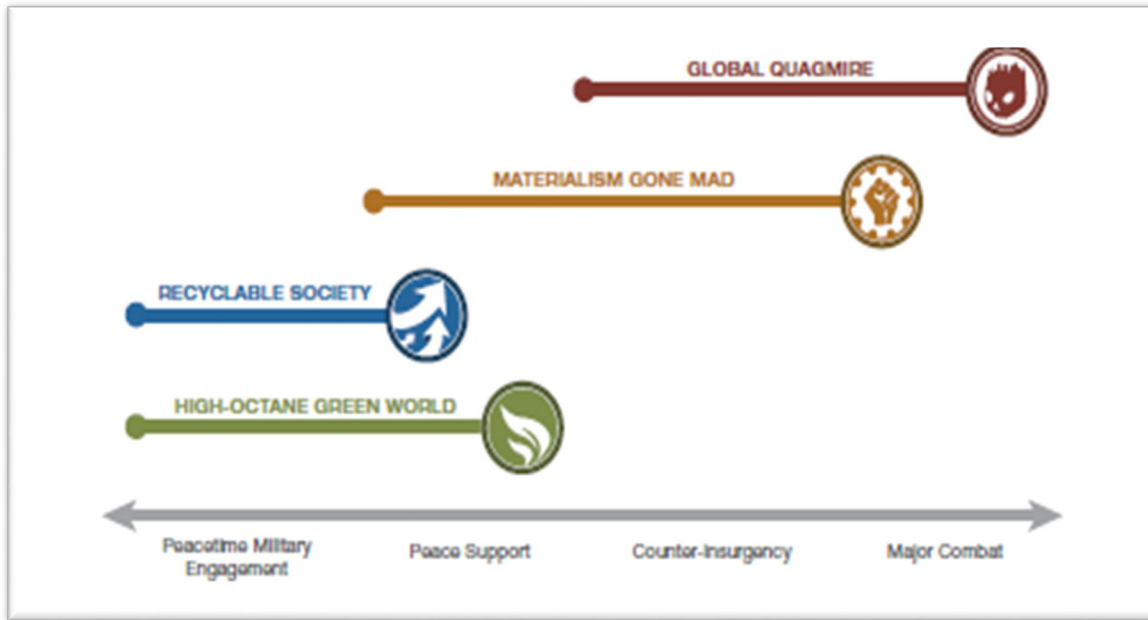 GLOBAL QUAGMIRE
MATERIALISM GONE MAD
RECYCLABLE SOCIETY
HIGH-OCTANE GREEN WORLD
Peacetime Military
Engagement
Peace Support
Counter-Insurgency
Major Combat